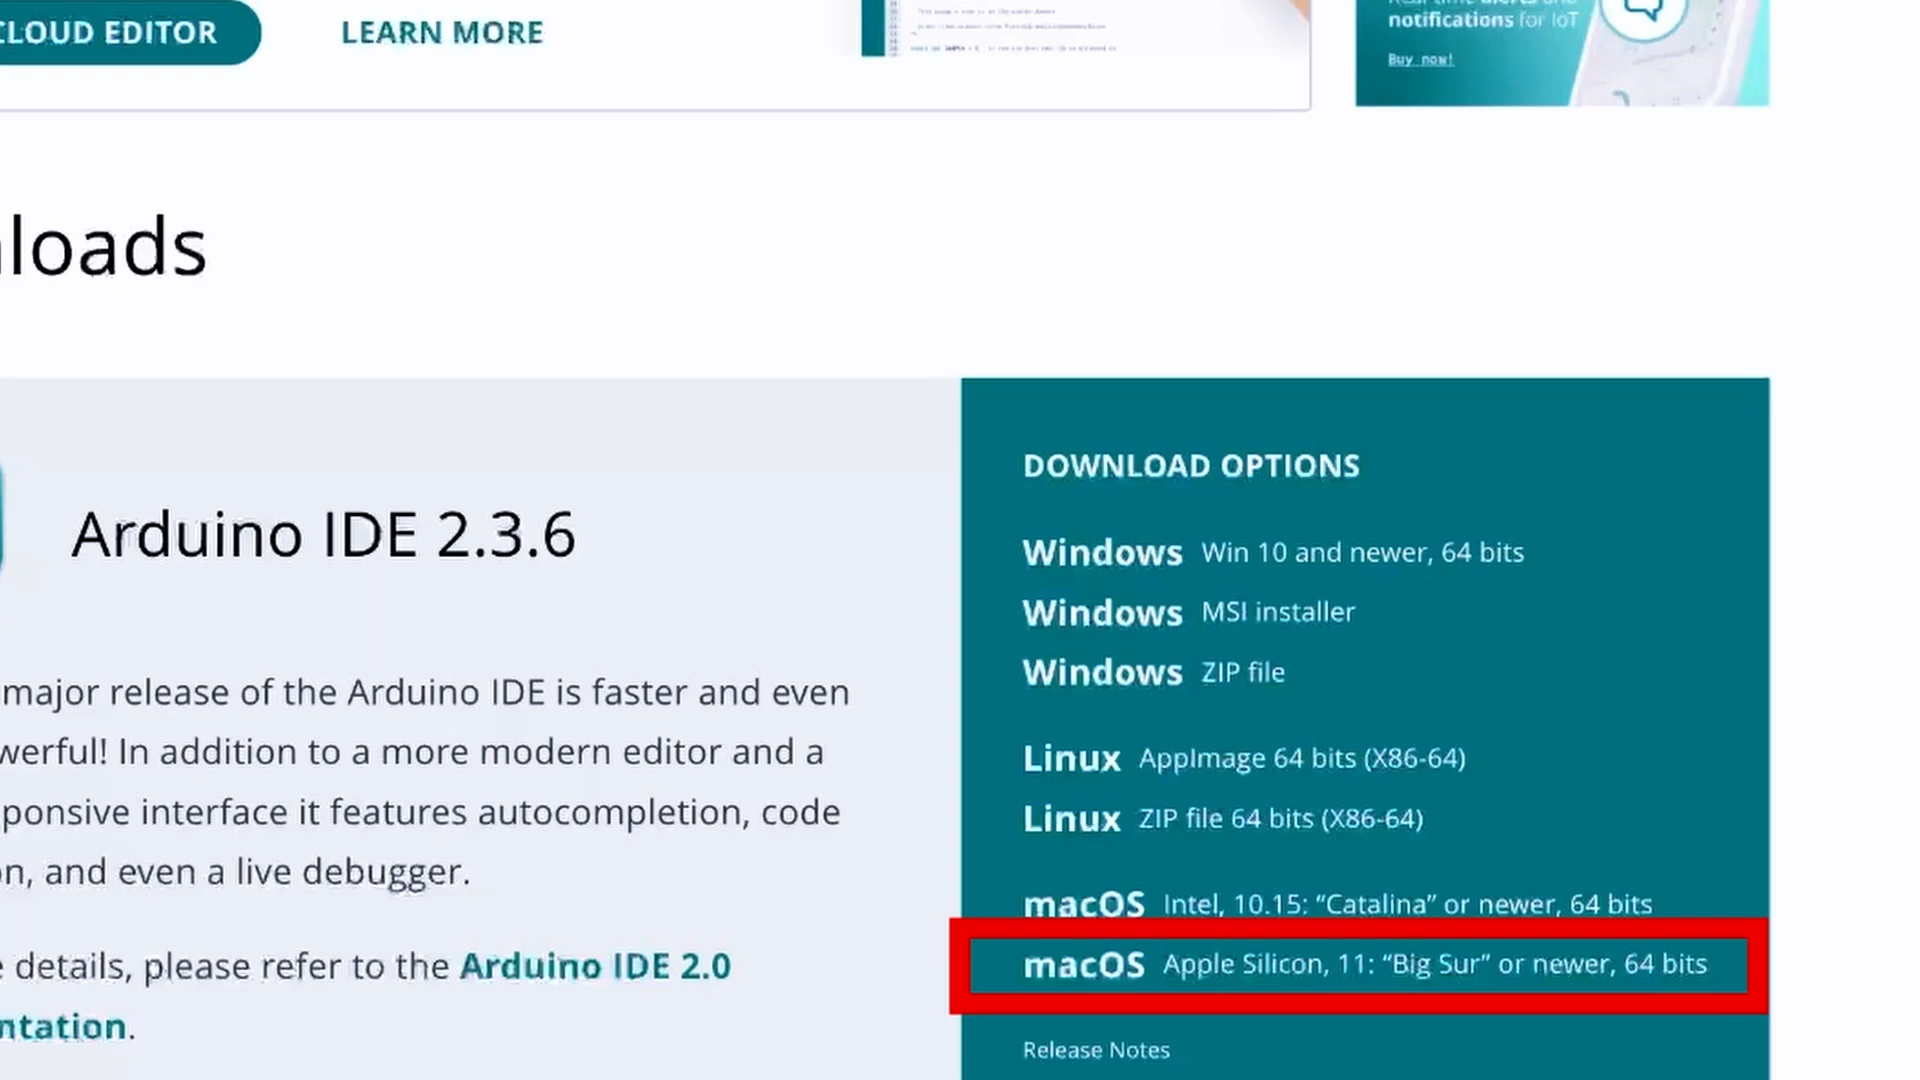 CLOUD EDITOR
LEARN MORE
notifications for IoT
Buy now!
loads
Arduino IDE 2.3.6
major release of the Arduino IDE is faster and even
werful! In addition to a more modern editor and a
ponsive interface it features autocompletion, code
n, and even a live debugger.
details, please refer to the Arduino IDE 2.0
ntation.
DOWNLOAD OPTIONS
Windows Win 10 and newer, 64 bits
Windows MSI installer
Windows ZIP file
Linux AppImage 64 bits (X86-64)
Linux ZIP file 64 bits (X86-64)
macOS Intel, 10.15: “Catalina” or newer, 64 bits
macOS Apple Silicon, 11: “Big Sur” or newer, 64 bits
Release Notes